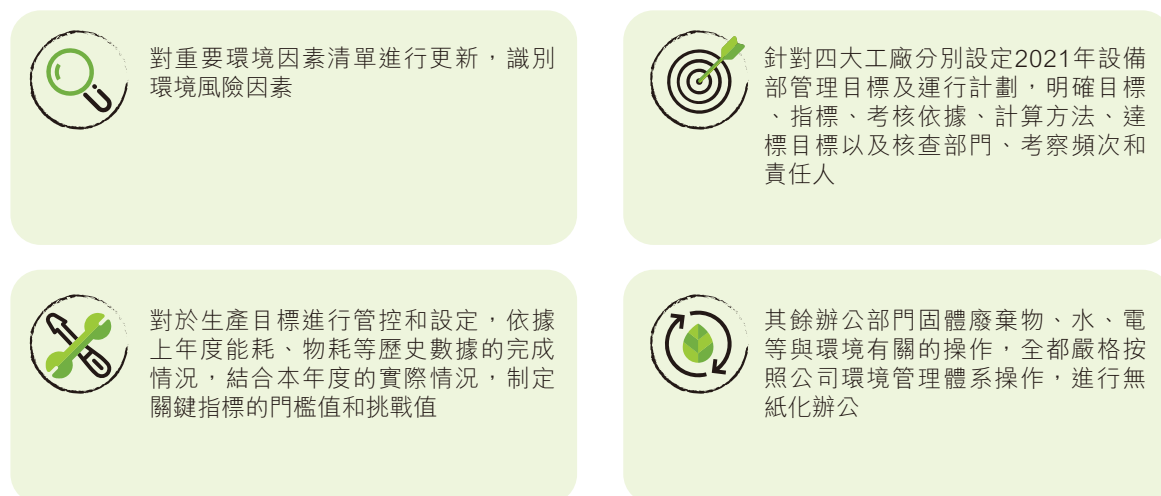 對重要環境因素清單進行更新，識別
環境風險因素
針對四大工廠分別設定2021年設備
部管理目標及運行計劃，明確目標
、指標、考核依據、計算方法、達
標目標以及核查部門、考察頻次和
責任人
對於生產目標進行管控和設定，依據
上年度能耗、物耗等歷史數據的完成
情況，結合本年度的實際情況，制定
關鍵指標的門檻值和挑戰值
其餘辦公部門固體廢棄物、水、電
等與環境有關的操作，全都嚴格按
照公司環境管理體系操作，進行無
紙化辦公